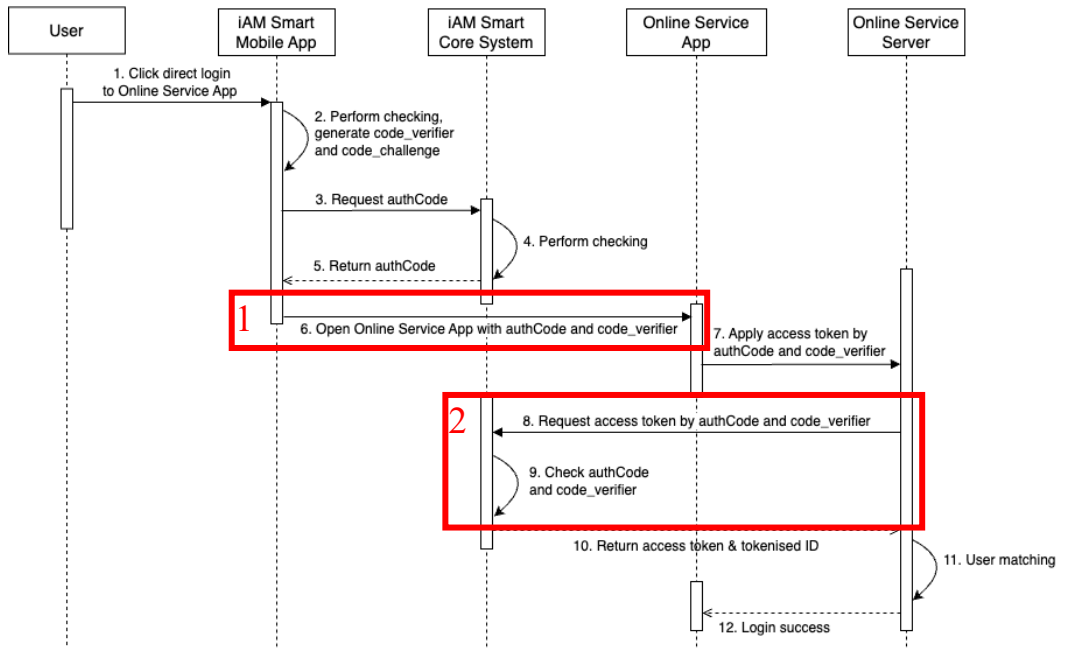 User
iAM Smart
Mobile App
iAM Smart
Core System
Online Service
App
Online Service
Server
1. Click direct login
to Online Service App
2. Perform checking,
generate code_verifier
and code_challenge
3. Request authCode
4. Perform checking
5. Return authCode
1
6. Open Online Service App with authCode and code_verifier
7. Apply access token by
authCode and code_verifier
2
8. Request access token by authCode and code_verifier
9. Check authCode
and code_verifier
10. Return access token & tokenised ID
11. User matching
12. Login success